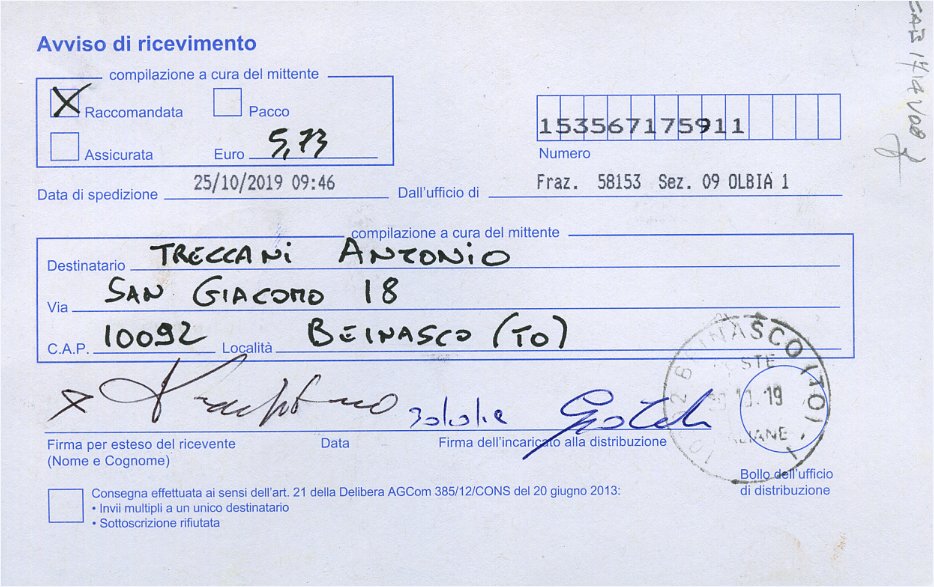 Avviso di ricevimento
compilazione a cura del mittente
X Raccomandata Pacco
Assicurata Euro 5,73
153567175911
Numero
Data di spedizione 25/10/2019 09:46 Dall'ufficio di Fraz. 58153 Sez. 09 OLBIA 1
compilazione a cura del mittente
Destinatario TRECCANI ANTONIO
Via SAN GIACOMO 18
C.A.P. 10092 Località BEINASCO (TO)
X
Firma per esteso del ricevente Data Firma dell'incaricato alla distribuzione
(Nome e Cognome)
BEINASCO (TO)
10.19
Bollo dell'ufficio
di distribuzione
Consegna effettuata ai sensi dell'art. 21 della Delibera AGCom 385/12/CONS del 20 giugno 2013:
• Invii multipli a un unico destinatario
• Sottoscrizione rifiutata